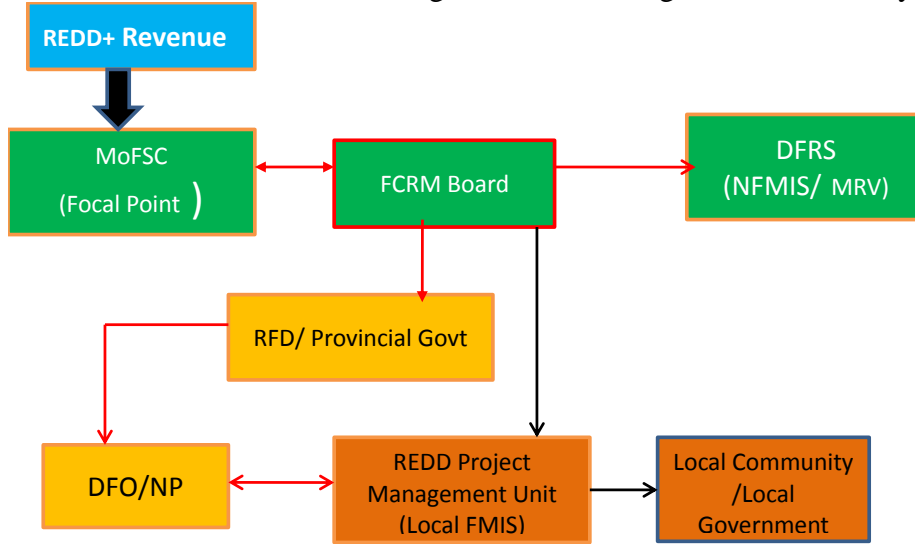 REDD+ Revenue
MoFSC
(Focal Point )
FCRM Board
DFRS
(NFMIS/ MRV)
RFD/ Provincial Govt
DFO/NP
REDD Project
Management Unit
(Local FMIS)
Local Community
/Local
Government